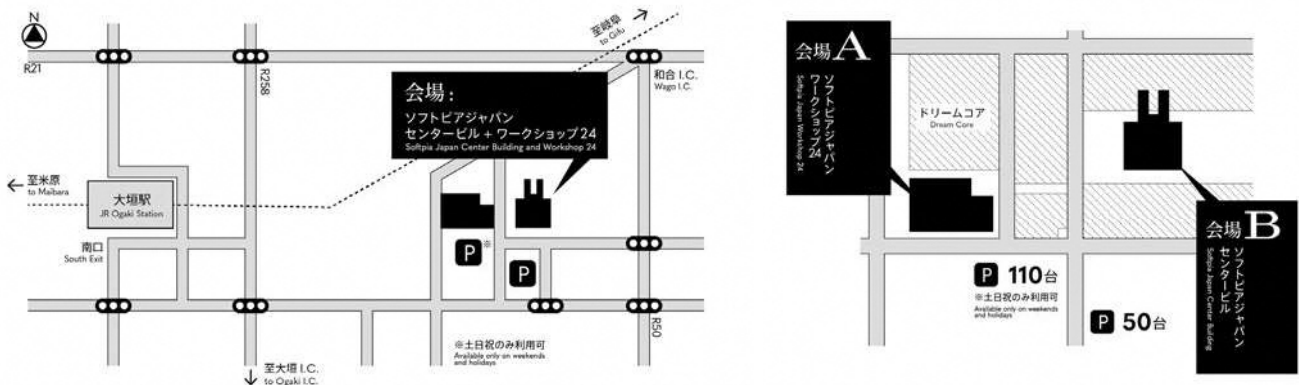 N
R21
R258
至岐阜
to Gifu
和合 I.C.
Wago I.C.
会場：
ソフトピアジャパン
センタービル + ワークショップ24
Softpia Japan Center Building and Workshop 24
至米原
to Maibara
大垣駅
JR Ogaki Station
南口
South Exit
P※
P
R50
※土日祝のみ利用可
Available only on weekends
and holidays
至大垣 I.C.
to Ogaki I.C.
会場A
ソフトピアジャパン
ワークショップ24
Softpia Japan Workshop 24
ドリームコア
Dream Core
会場B
ソフトピアジャパン
センタービル
Softpia Japan Center Building
P 110台
※土日祝のみ利用可
Available only on weekends
and holidays
P 50台